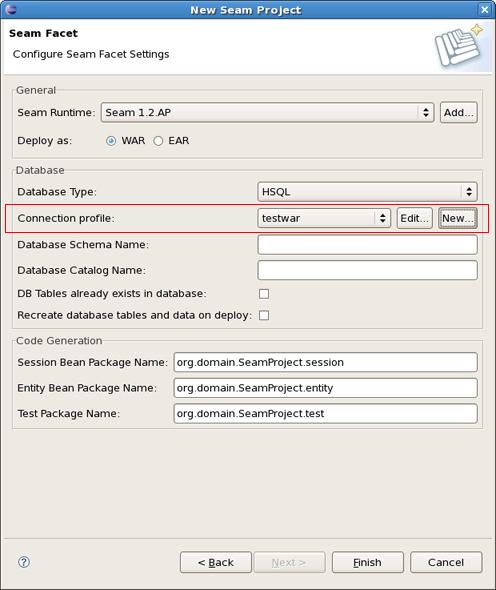 New Seam Project
Seam Facet
Configure Seam Facet Settings
General
Seam Runtime: Seam 1.2.AP Add...
Deploy as: WAR EAR
Database
Database Type: HSQL
Connection profile: testwar Edit... New...
Database Schema Name:
Database Catalog Name:
DB Tables already exists in database:
Recreate database tables and data on deploy:
Code Generation
Session Bean Package Name: org.domain.SeamProject.session
Entity Bean Package Name: org.domain.SeamProject.entity
Test Package Name: org.domain.SeamProject.test
? < Back Next > Finish Cancel